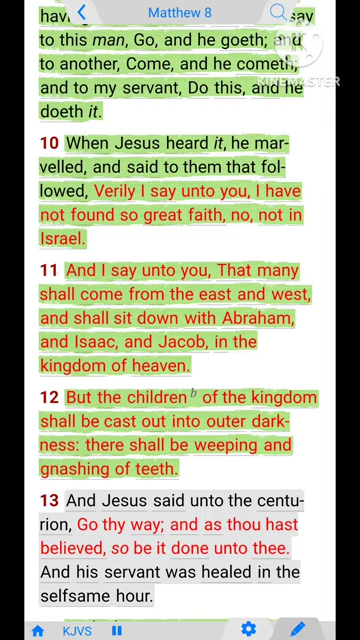 Matthew 8
hav
say
to this man, Go, and he goeth; and
to another, Come, and he cometh,
and to my servant, Do this, and he
doeth it.
KINEMASTER
10 When Jesus heard it, he mar-
velled, and said to them that fol-
lowed, Verily I say unto you, I have
not found so great faith, no, not in
Israel.
11 And I say unto you, That many
shall come from the east and west,
and shall sit down with Abraham,
and Isaac, and Jacob, in the
kingdom of heaven.
12 But the children b of the kingdom
shall be cast out into outer dark-
ness: there shall be weeping and
gnashing of teeth.
13 And Jesus said unto the centu-
rion, Go thy way; and as thou hast
believed, so be it done unto thee.
And his servant was healed in the
selfsame hour.
KJVS